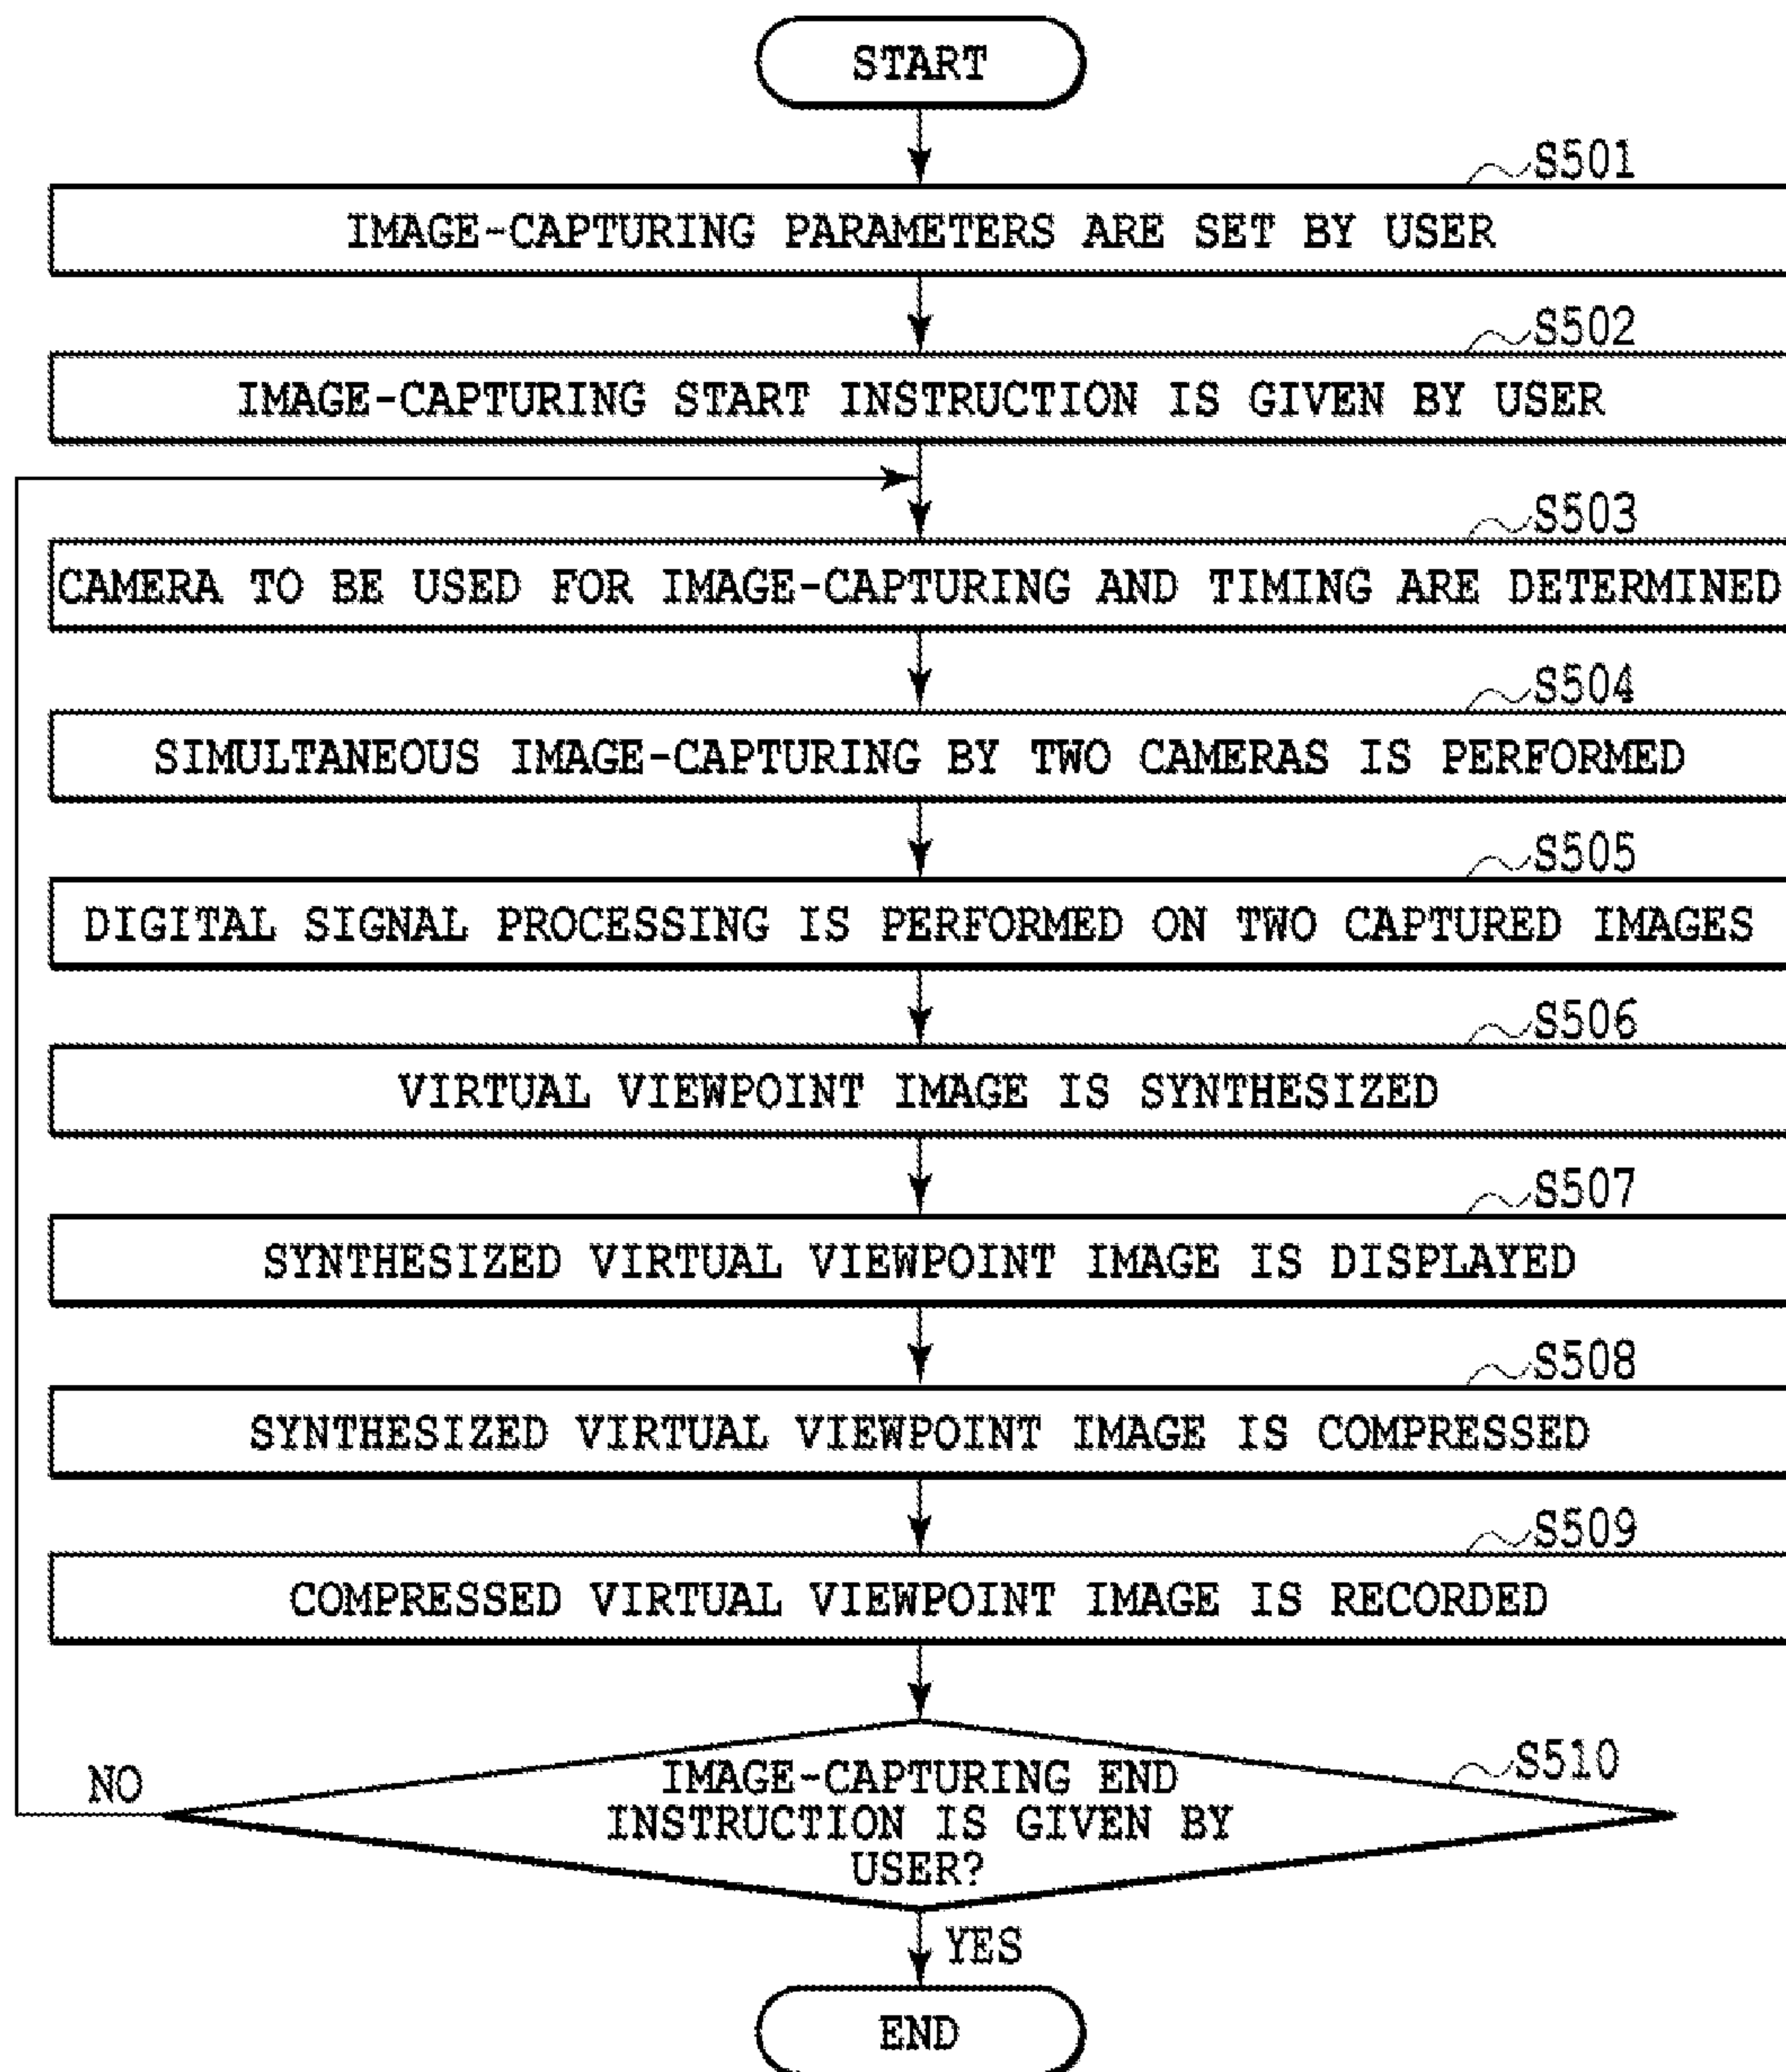 START
S501
IMAGE-CAPTURING PARAMETERS ARE SET BY USER
S502
IMAGE-CAPTURING START INSTRUCTION IS GIVEN BY USER
S503
CAMERA TO BE USED FOR IMAGE-CAPTURING AND TIMING ARE DETERMINED
S504
SIMULTANEOUS IMAGE-CAPTURING BY TWO CAMERAS IS PERFORMED
S505
DIGITAL SIGNAL PROCESSING IS PERFORMED ON TWO CAPTURED IMAGES
S506
VIRTUAL VIEWPOINT IMAGE IS SYNTHESIZED
S507
SYNTHESIZED VIRTUAL VIEWPOINT IMAGE IS DISPLAYED
S508
SYNTHESIZED VIRTUAL VIEWPOINT IMAGE IS COMPRESSED
S509
COMPRESSED VIRTUAL VIEWPOINT IMAGE IS RECORDED
S510
NO
IMAGE-CAPTURING END
INSTRUCTION IS GIVEN BY
USER?
YES
END